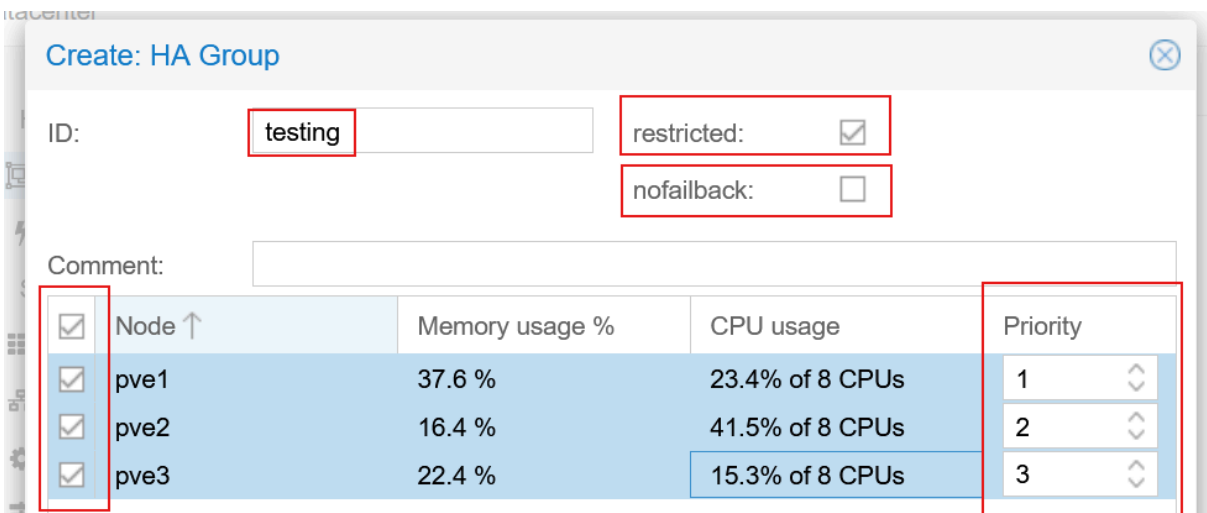 Create: HA Group
ID: testing restricted:
nofailback:
Comment:
Node Memory usage % CPU usage Priority
pve1 37.6 % 23.4% of 8 CPUs 1
pve2 16.4 % 41.5% of 8 CPUs 2
pve3 22.4 % 15.3% of 8 CPUs 3